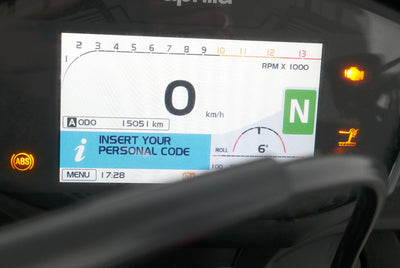 aprilia
1 2 3 4 5 6 7 8 9 10 11 12 13
RPM X 1000
0 km/h
N
A ODO 15051 km
i INSERT YOUR
PERSONAL CODE
ROLL 6°
ABS
MENU 17:28